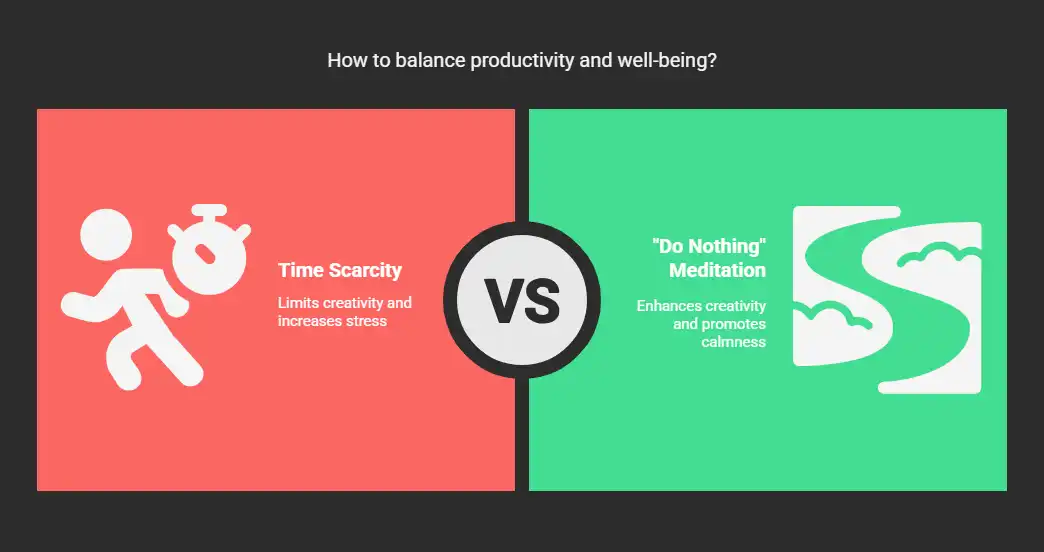 How to balance productivity and well-being?
Time Scarcity
Limits creativity and
increases stress
VS
"Do Nothing"
Meditation
Enhances creativity
and promotes
calmness